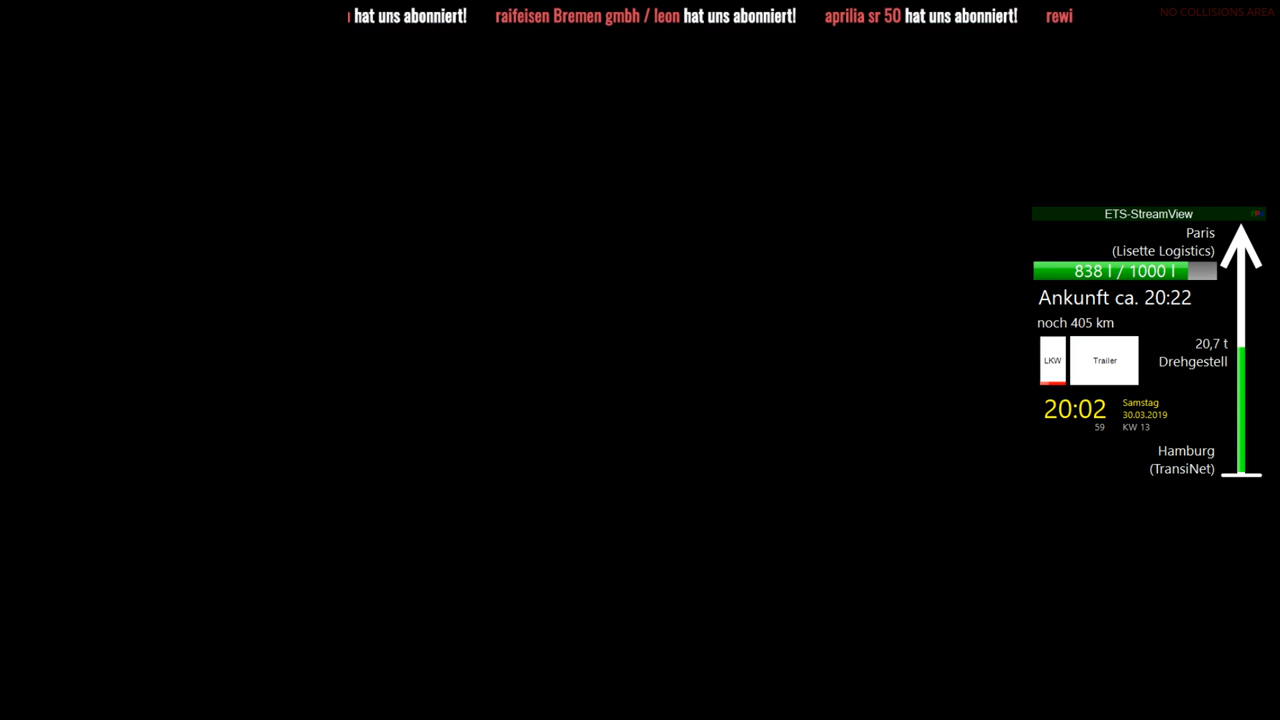 hat uns abonniert! raifeisen Bremen gmbh / leon hat uns abonniert! aprilia sr 50 hat uns abonniert! rewi
NO COLLISIONS AREA
ETS-StreamView
Paris
(Lisette Logistics)
838 l / 1000 l
Ankunft ca. 20:22
noch 405 km
LKW
Trailer
20,7 t
Drehgestell
20:02
59
Samstag
30.03.2019
KW 13
Hamburg
(TransiNet)